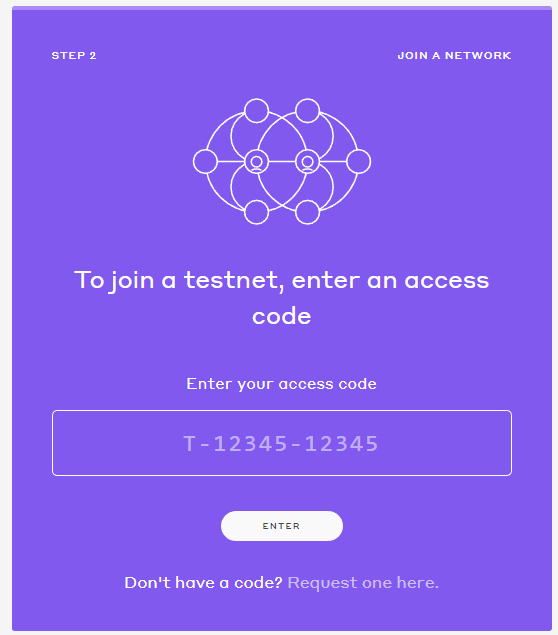 STEP 2
JOIN A NETWORK
To join a testnet, enter an access
code
Enter your access code
T-12345-12345
ENTER
Don't have a code? Request one here.